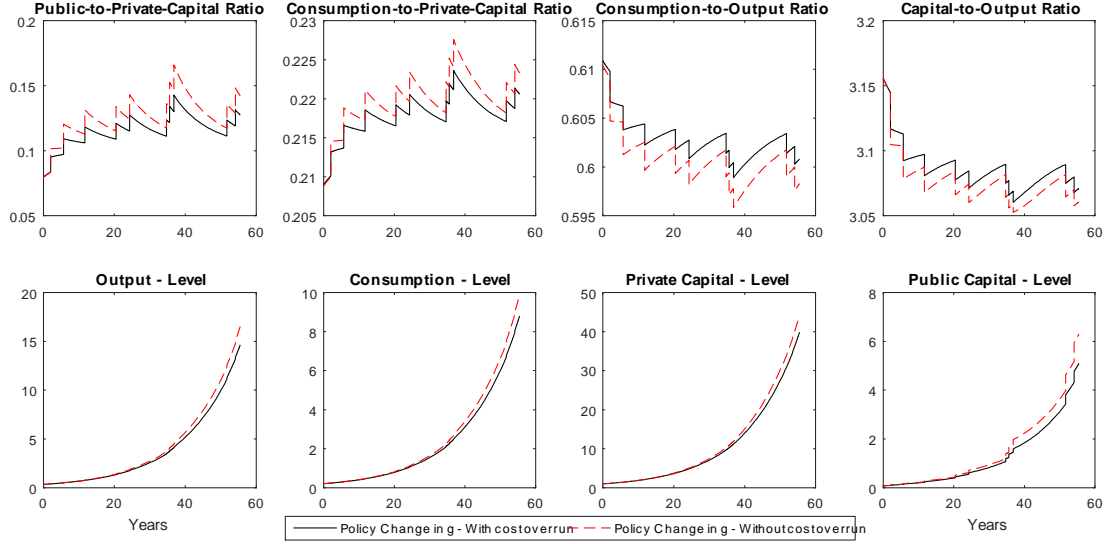 Public-to-Private-Capital Ratio Consumption-to-Private-Capital Ratio Consumption-to-Output Ratio Capital-to-Output Ratio
0.2 0.23 0.615 3.2
0.15 0.225 0.61 3.15
0.22 0.605
0.1 0.215 0.6 3.1
0.21
0.05 0.205 0.595 3.05
0 20 40 60 0 20 40 60 0 20 40 60 0 20 40 60
Output - Level Consumption - Level Private Capital - Level Public Capital - Level
20 10 50 8
15 8 40 6
10 6 30 4
4 20
5 2 10 2
0 0 0 0
0 20 40 60 0 20 40 60 0 20 40 60 0 20 40 60
Years Years
Policy Change in g - With cost overrun Policy Change in g - Without cost overrun